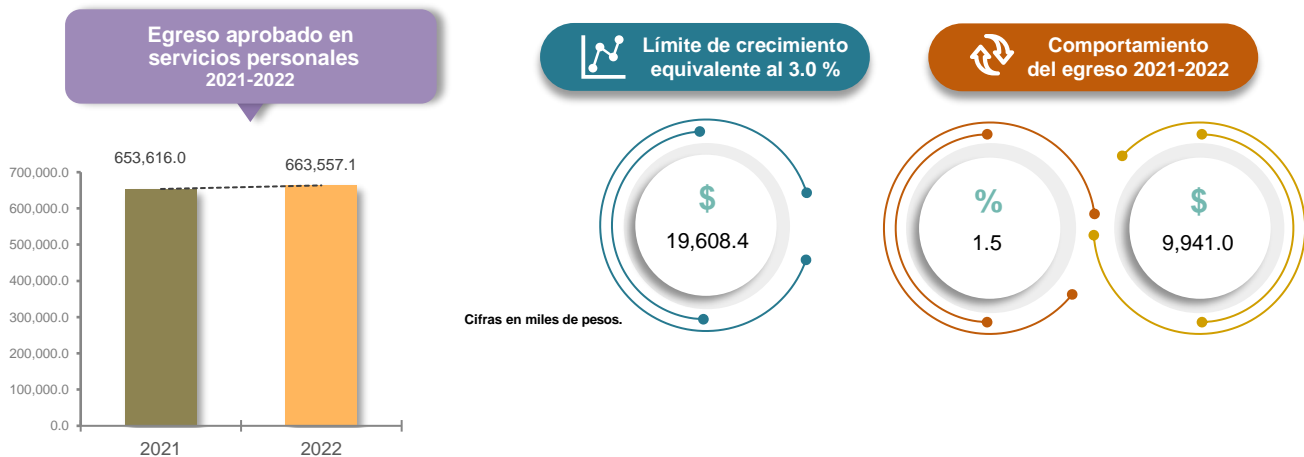 Egreso aprobado en
servicios personales
2021-2022
653,616.0
663,557.1
700,000.0
600,000.0
500,000.0
400,000.0
300,000.0
200,000.0
100,000.0
0.0
2021
2022
Límite de crecimiento
equivalente al 3.0 %
$
19,608.4
Cifras en miles de pesos.
Comportamiento
del egreso 2021-2022
%
1.5
$
9,941.0